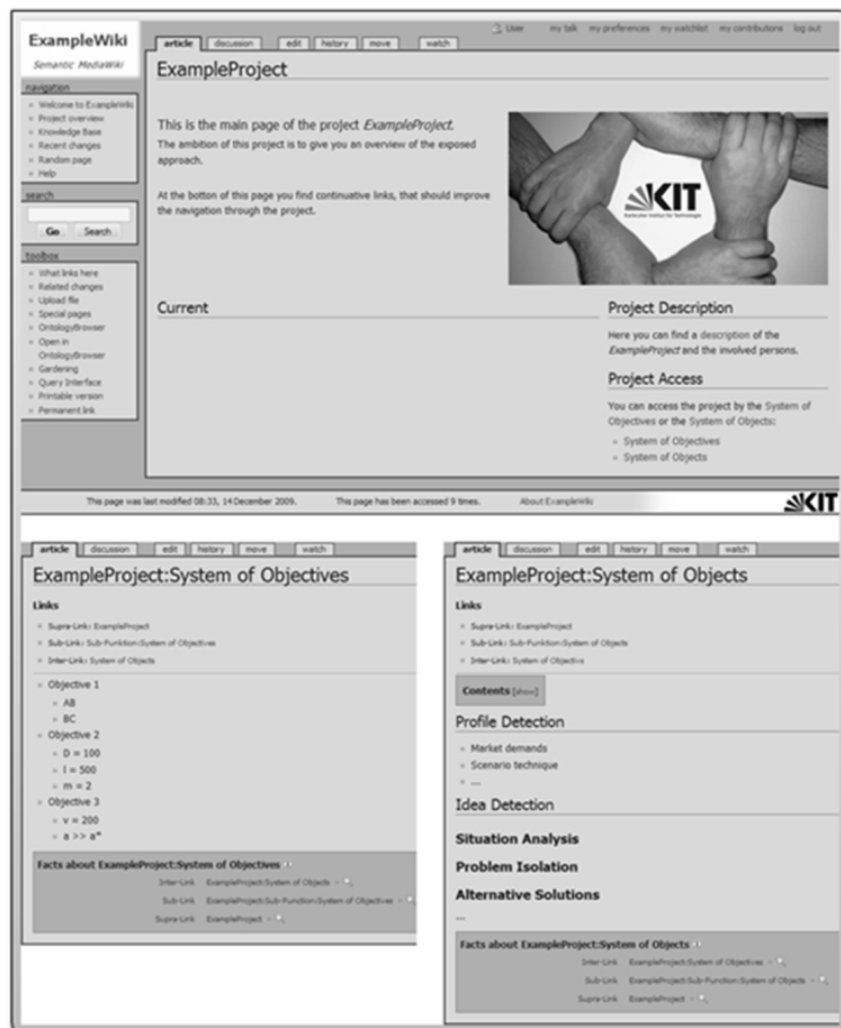 ExampleWiki
Semantic MediaWiki
User my talk my preferences my watchlist my contributions log out
article discussion edit history move watch
ExampleProject
navigation
Welcome to ExampleWiki
Project overview
Knowledge Base
Recent changes
Random page
Help
search
Go Search
toolbox
What links here
Related changes
Upload file
Special pages
OntologyBrowser
Open in
OntologyBrowser
Gardening
Query Interface
Printable version
Permanent link
This is the main page of the project ExampleProject.
The ambition of this project is to give you an overview of the exposed
approach.
At the botton of this page you find continuative links, that should improve
the navigation through the project.
KIT
Karlsruher Institut für Technologie
Current
Project Description
Here you can find a description of the
ExampleProject and the involved persons.
Project Access
You can access the project by the System of
Objectives or the System of Objects:
System of Objectives
System of Objects
This page was last modified 08:33, 14 December 2009. This page has been accessed 9 times. About ExampleWiki
KIT
article discussion edit history move watch
ExampleProject:System of Objectives
Links
Supra-Link: ExampleProject
Sub-Link: Sub-Funktion:System of Objectives
Inter-Link: System of Objects
Objective 1
AB
BC
Objective 2
D = 100
l = 500
m = 2
Objective 3
v = 200
a >> a*
Facts about ExampleProject:System of Objectives
Inter-Link ExampleProject:System of Objects +
Sub-Link ExampleProject:Sub-Function:System of Objectives +
Supra-Link ExampleProject +
article discussion edit history move watch
ExampleProject:System of Objects
Links
Supra-Link: ExampleProject
Sub-Link: Sub-Funktion:System of Objects
Inter-Link: System of Objectivs
Contents [show]
Profile Detection
Market demands
Scenario technique
...
Idea Detection
Situation Analysis
Problem Isolation
Alternative Solutions
...
Facts about ExampleProject:System of Objects
Inter-Link ExampleProject:System of Objectives +
Sub-Link ExampleProject:Sub-Function:System of Objects +
Supra-Link ExampleProject +